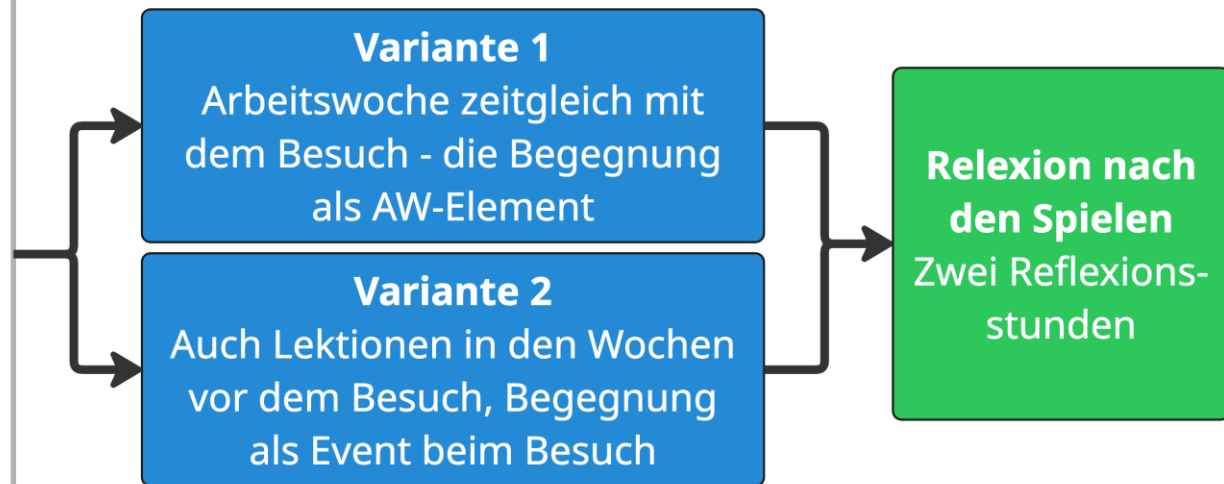 Variante 1
Arbeitswoche zeitgleich mit
dem Besuch - die Begegnung
als AW-Element
Variante 2
Auch Lektionen in den Wochen
vor dem Besuch, Begegnung
als Event beim Besuch
Relexion nach
den Spielen
Zwei Reflexions-
stunden